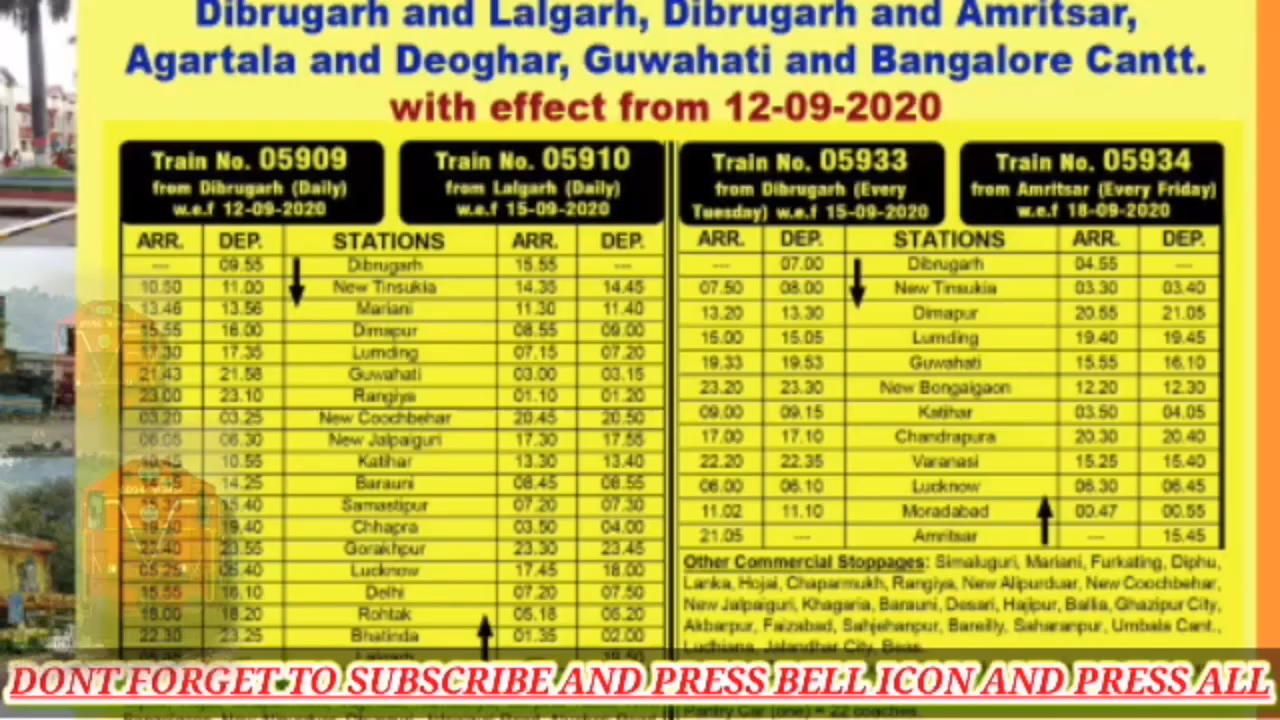 Dibrugarh and Lalgarh, Dibrugarh and Amritsar,
Agartala and Deoghar, Guwahati and Bangalore Cantt.
with effect from 12-09-2020
Train No. 05909
from Dibrugarh (Daily)
w.e.f 12-09-2020
Train No. 05910
from Lalgarh (Daily)
w.e.f 15-09-2020
ARR. DEP. STATIONS ARR. DEP.
--- 09.55 Dibrugarh 15.55 ---
10.50 11.00 New Tinsukia 14.35 14.45
13.46 13.56 Mariani 11.30 11.40
15.55 16.00 Dimapur 08.55 09.00
17.30 17.35 Lumding 07.15 07.20
21.43 21.58 Guwahati 03.00 03.15
23.00 23.10 Rangiya 01.10 01.20
03.20 03.25 New Coochbehar 20.45 20.50
06.05 06.30 New Jalpaiguri 17.30 17.55
10.55 Katihar 13.30 13.40
14.25 Barauni 08.45 08.55
15.40 Samastipur 07.20 07.30
19.40 Chhapra 03.50 04.00
23.55 Gorakhpur 23.30 23.45
05.40 Lucknow 17.45 18.00
15.55 16.10 Delhi 07.20 07.50
18.00 18.20 Rohtak 05.18 05.20
22.30 23.25 Bhatinda 01.35 02.00
Train No. 05933
from Dibrugarh (Every
Tuesday) w.e.f 15-09-2020
Train No. 05934
from Amritsar (Every Friday)
w.e.f 18-09-2020
ARR. DEP. STATIONS ARR. DEP.
--- 07.00 Dibrugarh 04.55 ---
07.50 08.00 New Tinsukia 03.30 03.40
13.20 13.30 Dimapur 20.55 21.05
15.00 15.05 Lumding 19.40 19.45
19.33 19.53 Guwahati 15.55 16.10
23.20 23.30 New Bongaigaon 12.20 12.30
09.00 09.15 Katihar 03.50 04.05
17.00 17.10 Chandrapura 20.30 20.40
22.20 22.35 Varanasi 15.25 15.40
06.00 06.10 Lucknow 06.30 06.45
11.02 11.10 Moradabad 00.47 00.55
21.05 --- Amritsar --- 15.45
Other Commercial Stoppages: Simaluguri, Mariani, Furkating, Diphu,
Lanka, Hojai, Chaparmukh, Rangiya, New Alipurduar, New Coochbehar,
New Jalpaiguri, Khagaria, Barauni, Desari, Hajipur, Ballia, Ghazipur City,
Akbarpur, Faizabad, Sahjehanpur, Bareilly, Saharanpur, Umbala Cant.,
Ludhiana, Jalandhar City, Beas.
DONT FORGET TO SUBSCRIBE AND PRESS BELL ICON AND PRESS ALL
Pantry Car (one) = 22 coaches